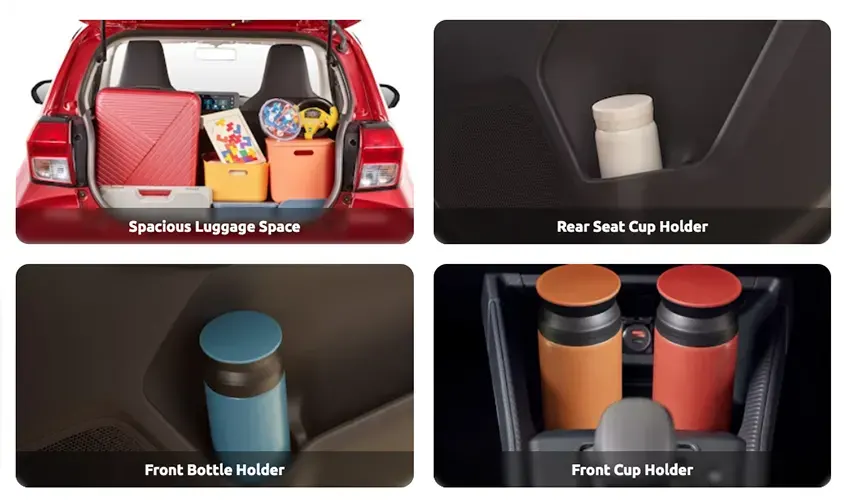 Spacious Luggage Space
Rear Seat Cup Holder
Front Bottle Holder
Front Cup Holder